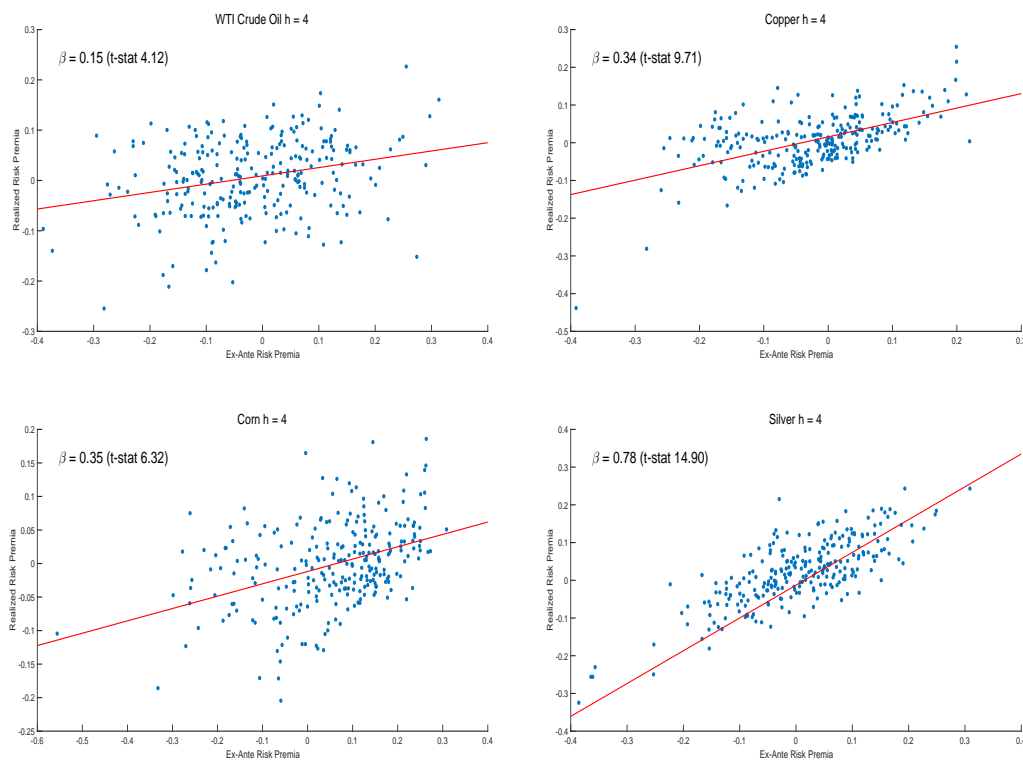 WTI Crude Oil h = 4
β = 0.15 (t-stat 4.12)
Realized Risk Premia
0.3
0.2
0.1
0
-0.1
-0.2
-0.3
-0.4 -0.3 -0.2 -0.1 0 0.1 0.2 0.3 0.4
Ex-Ante Risk Premia
Copper h = 4
β = 0.34 (t-stat 9.71)
Realized Risk Premia
0.3
0.2
0.1
0
-0.1
-0.2
-0.3
-0.4
-0.5
-0.4 -0.3 -0.2 -0.1 0 0.1 0.2 0.3
Ex-Ante Risk Premia
Corn h = 4
β = 0.35 (t-stat 6.32)
Realized Risk Premia
0.2
0.15
0.1
0.05
0
-0.05
-0.1
-0.15
-0.2
-0.25
-0.6 -0.5 -0.4 -0.3 -0.2 -0.1 0 0.1 0.2 0.3 0.4
Ex-Ante Risk Premia
Silver h = 4
β = 0.78 (t-stat 14.90)
Realized Risk Premia
0.4
0.3
0.2
0.1
0
-0.1
-0.2
-0.3
-0.4
-0.4 -0.3 -0.2 -0.1 0 0.1 0.2 0.3 0.4
Ex-Ante Risk Premia